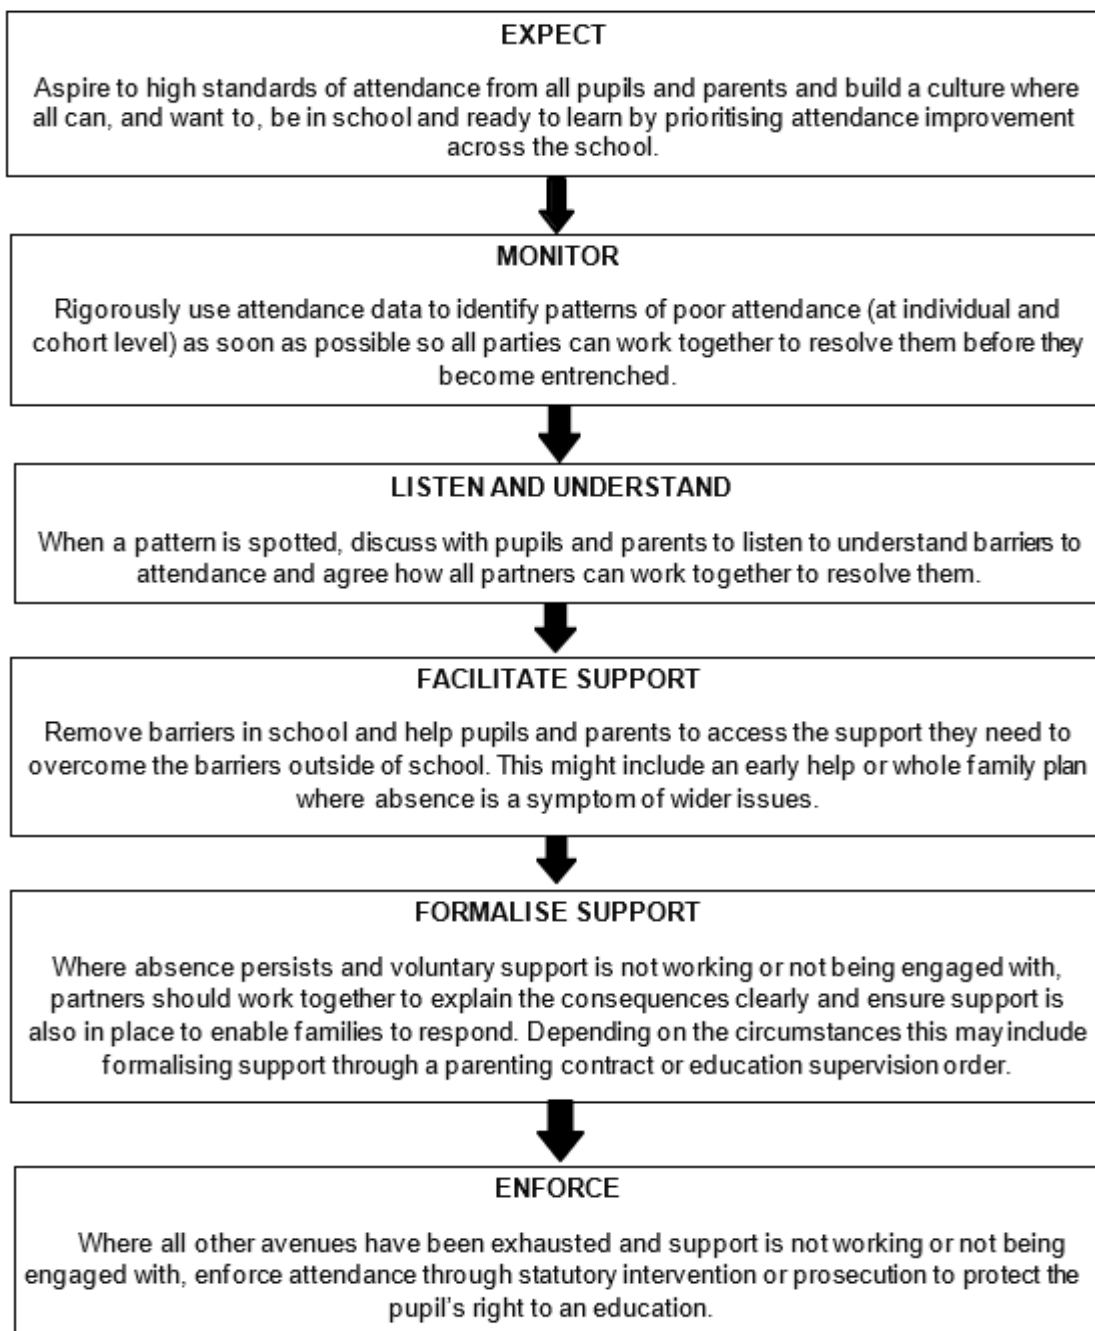 EXPECT
Aspire to high standards of attendance from all pupils and parents and build a culture where
all can, and want to, be in school and ready to learn by prioritising attendance improvement
across the school.
MONITOR
Rigorously use attendance data to identify patterns of poor attendance (at individual and
cohort level) as soon as possible so all parties can work together to resolve them before they
become entrenched.
LISTEN AND UNDERSTAND
When a pattern is spotted, discuss with pupils and parents to listen to understand barriers to
attendance and agree how all partners can work together to resolve them.
FACILITATE SUPPORT
Remove barriers in school and help pupils and parents to access the support they need to
overcome the barriers outside of school. This might include an early help or whole family plan
where absence is a symptom of wider issues.
FORMALISE SUPPORT
Where absence persists and voluntary support is not working or not being engaged with,
partners should work together to explain the consequences clearly and ensure support is
also in place to enable families to respond. Depending on the circumstances this may include
formalising support through a parenting contract or education supervision order.
ENFORCE
Where all other avenues have been exhausted and support is not working or not being
engaged with, enforce attendance through statutory intervention or prosecution to protect the
pupil's right to an education.